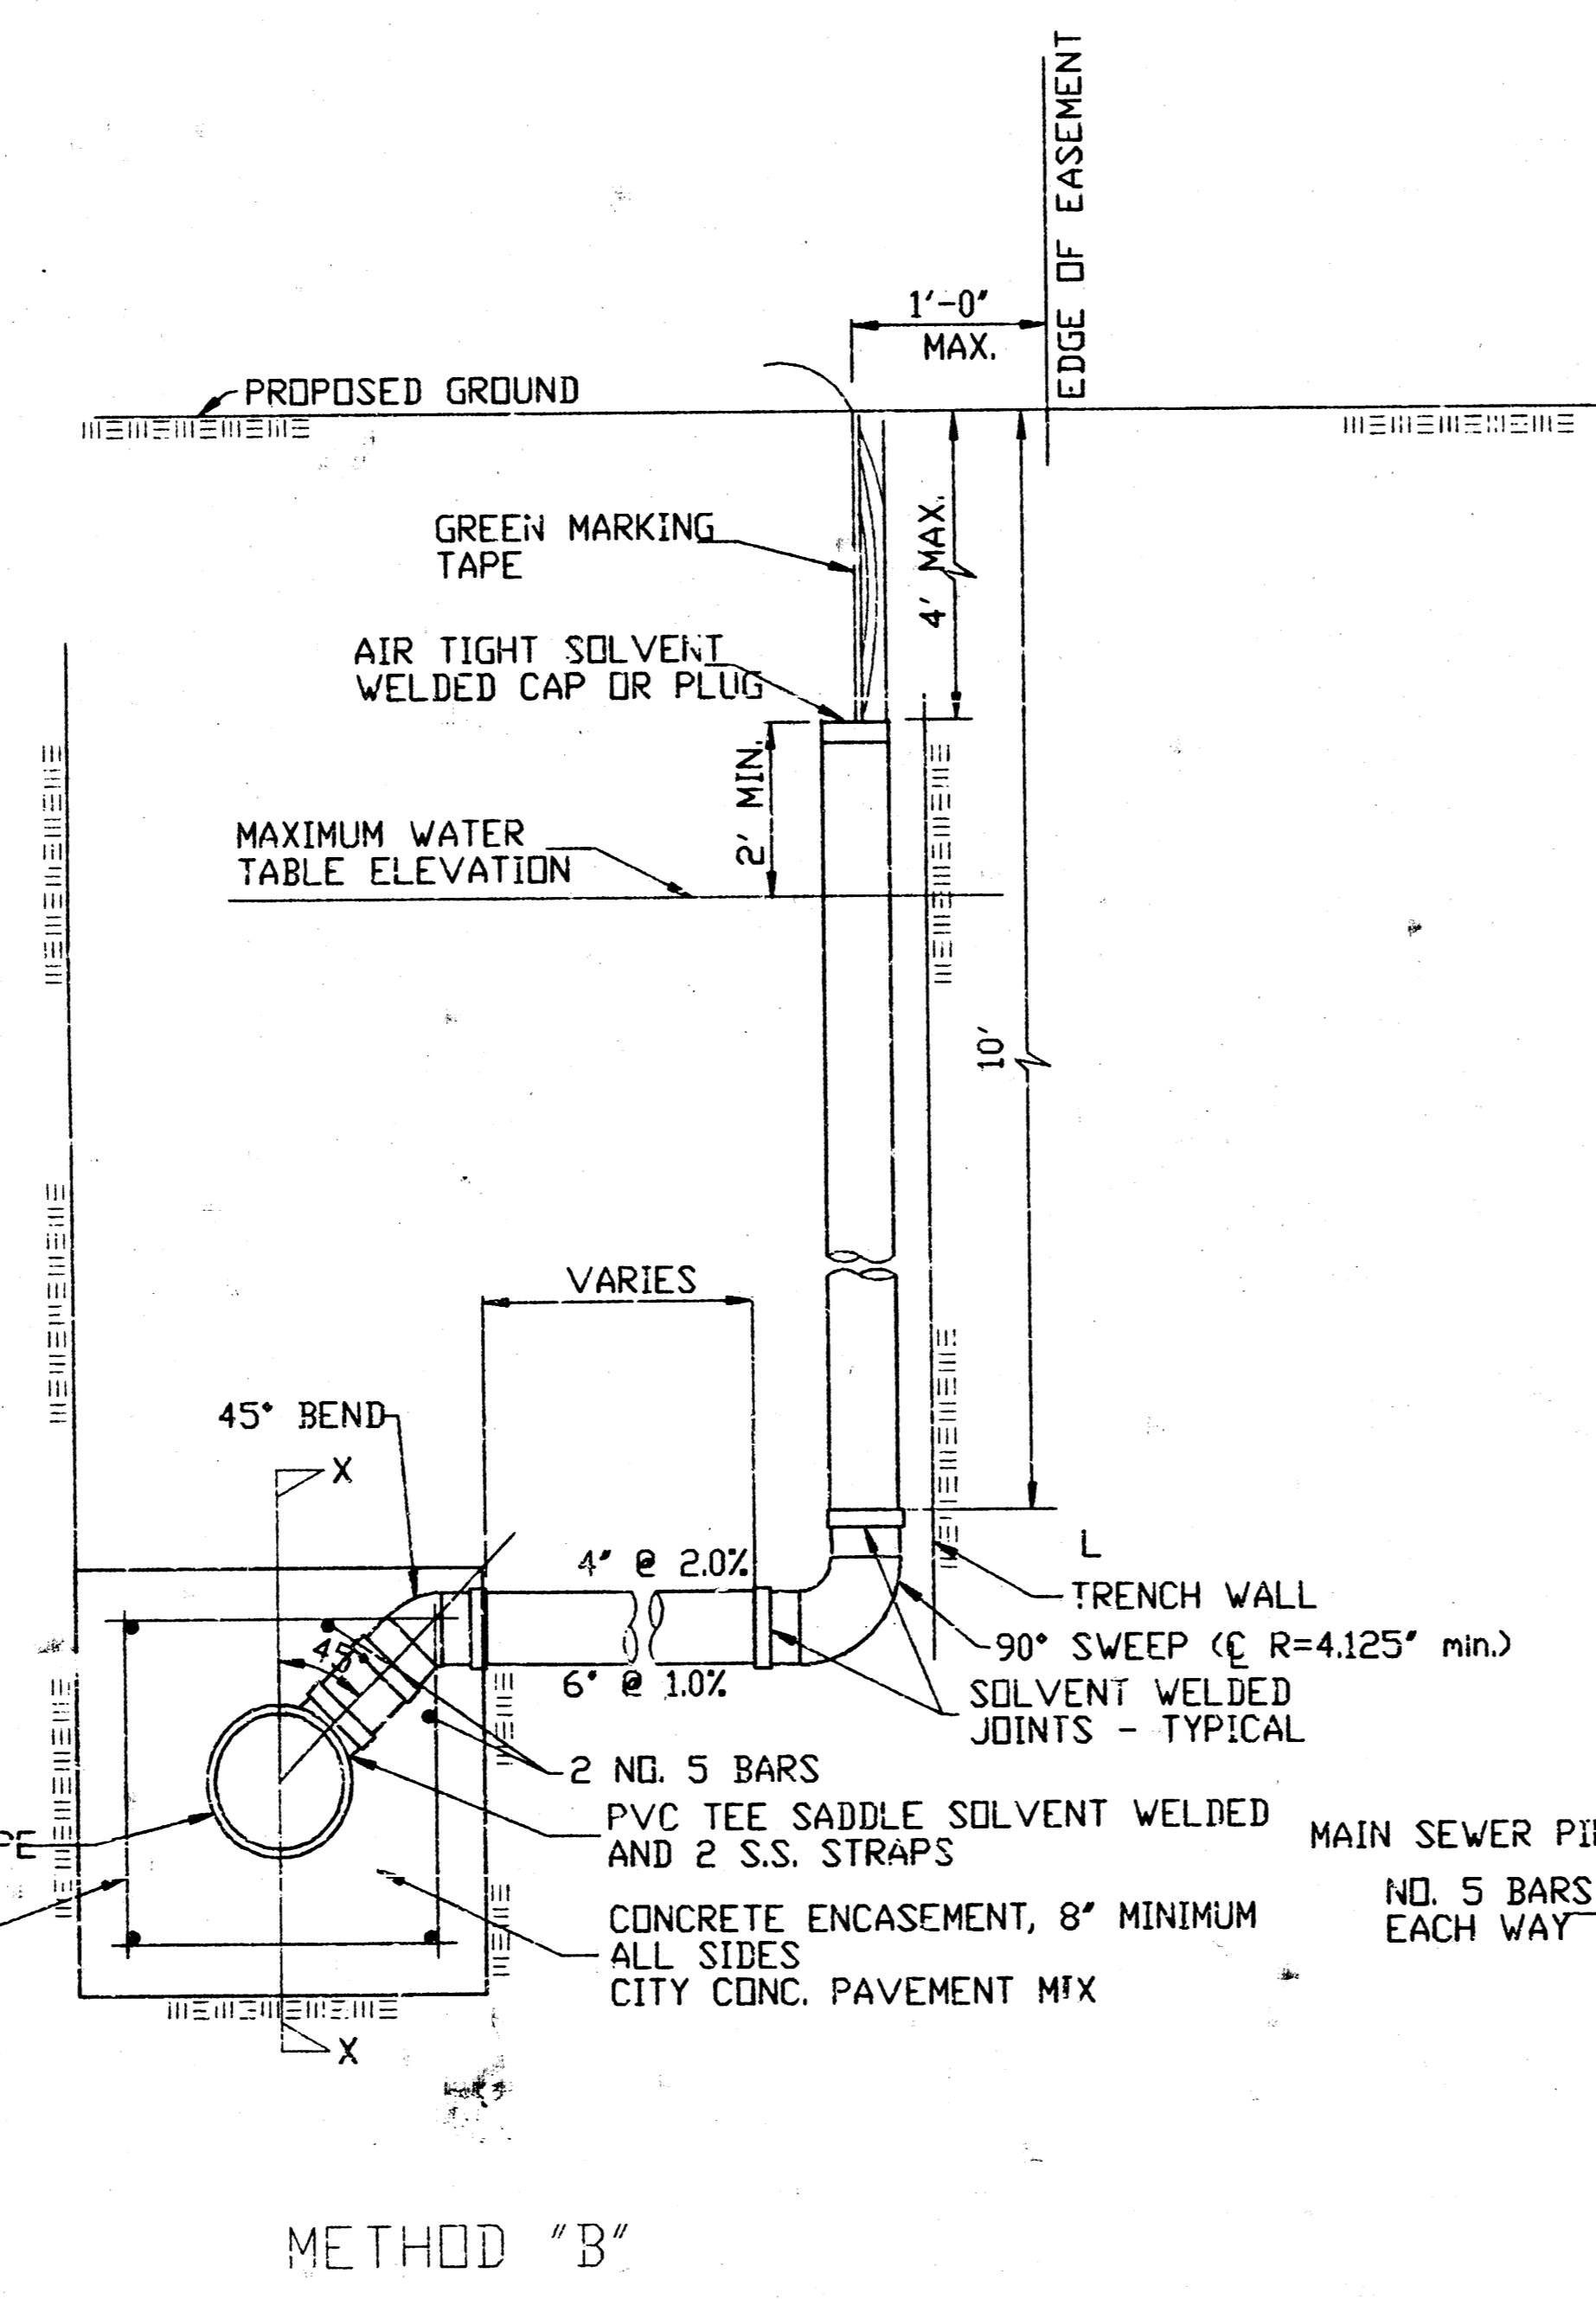 EDGE OF EASEMENT
1'-0"
MAX.
PROPOSED GROUND
GREEN MARKING
TAPE
4' MAX.
AIR TIGHT SOLVENT
WELDED CAP OR PLUG
2' MIN.
MAXIMUM WATER
TABLE ELEVATION
10'
VARIES
45° BEND
X
4" @ 2.0%
L
TRENCH WALL
90° SWEEP (℄ R=4.125" min.)
45°
6" @ 1.0%
SOLVENT WELDED
JOINTS - TYPICAL
2 NO. 5 BARS
PVC TEE SADDLE SOLVENT WELDED
AND 2 S.S. STRAPS
PE
MAIN SEWER PI
NO. 5 BARS
EACH WAY
CONCRETE ENCASEMENT, 8" MINIMUM
ALL SIDES
CITY CONC. PAVEMENT MIX
X
METHOD "B"